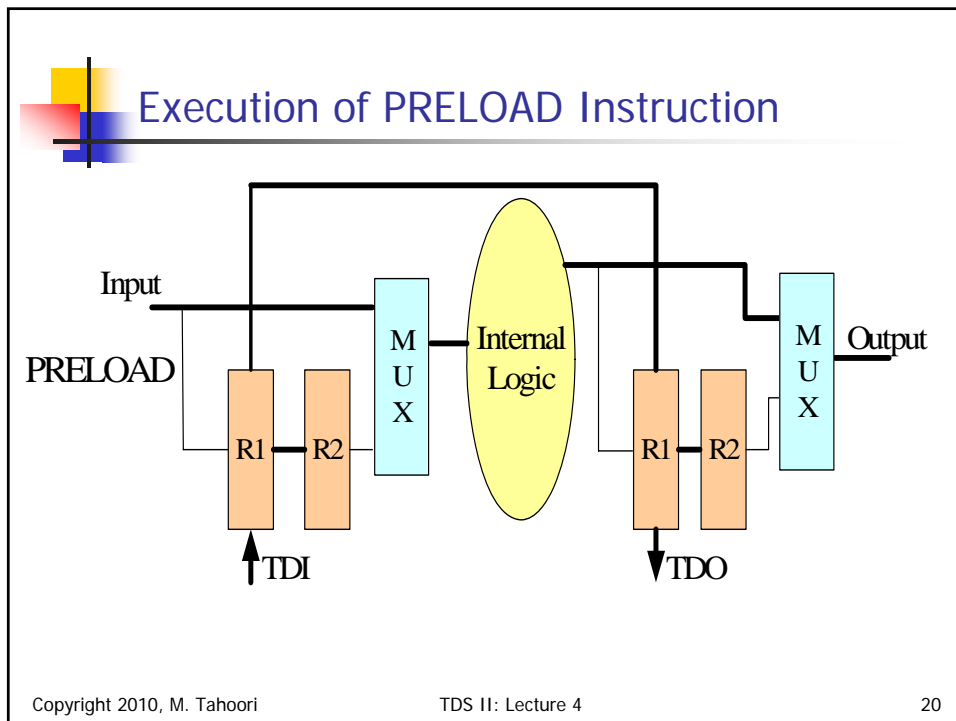 Execution of PRELOAD Instruction
Input
PRELOAD
M
U
X
Internal
Logic
M
U
X
Output
R1
R2
R1
R2
TDI
TDO
Copyright 2010, M. Tahoori
TDS II: Lecture 4
20